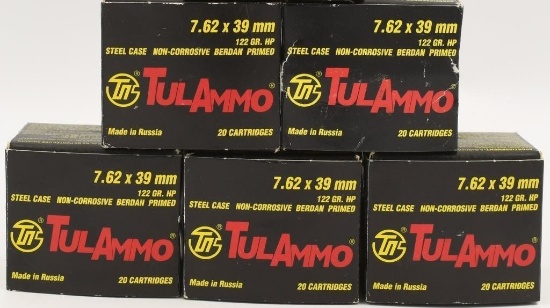 7.62 x 39 mm
122 GR. HP
STEEL CASE NON-CORROSIVE BERDAN PRIMED
TULAMMO®
Made in Russia
20 CARTRIDGES
7.62 x 39 mm
122 GR. HP
STEEL CASE NON-CORROSIVE BERDAN PRIMED
TULAMMO®
Made in Russia
20 CARTRIDGES
7.62 x 39 mm
122 GR. HP
STEEL CASE NON-CORROSIVE BERDAN PRIMED
TULAMMO®
Made in Russia
20 CARTRIDGES
7.62 x 39 mm
122 GR. HP
STEEL CASE NON-CORROSIVE BERDAN PRIMED
TULAMMO®
Made in Russia
20 CARTRIDGES
7.62 x 39 mm
122 GR. HP
STEEL CASE NON-CORROSIVE BERDAN PRIMED
TULAMMO®
Made in Russia
20 CARTRIDGES